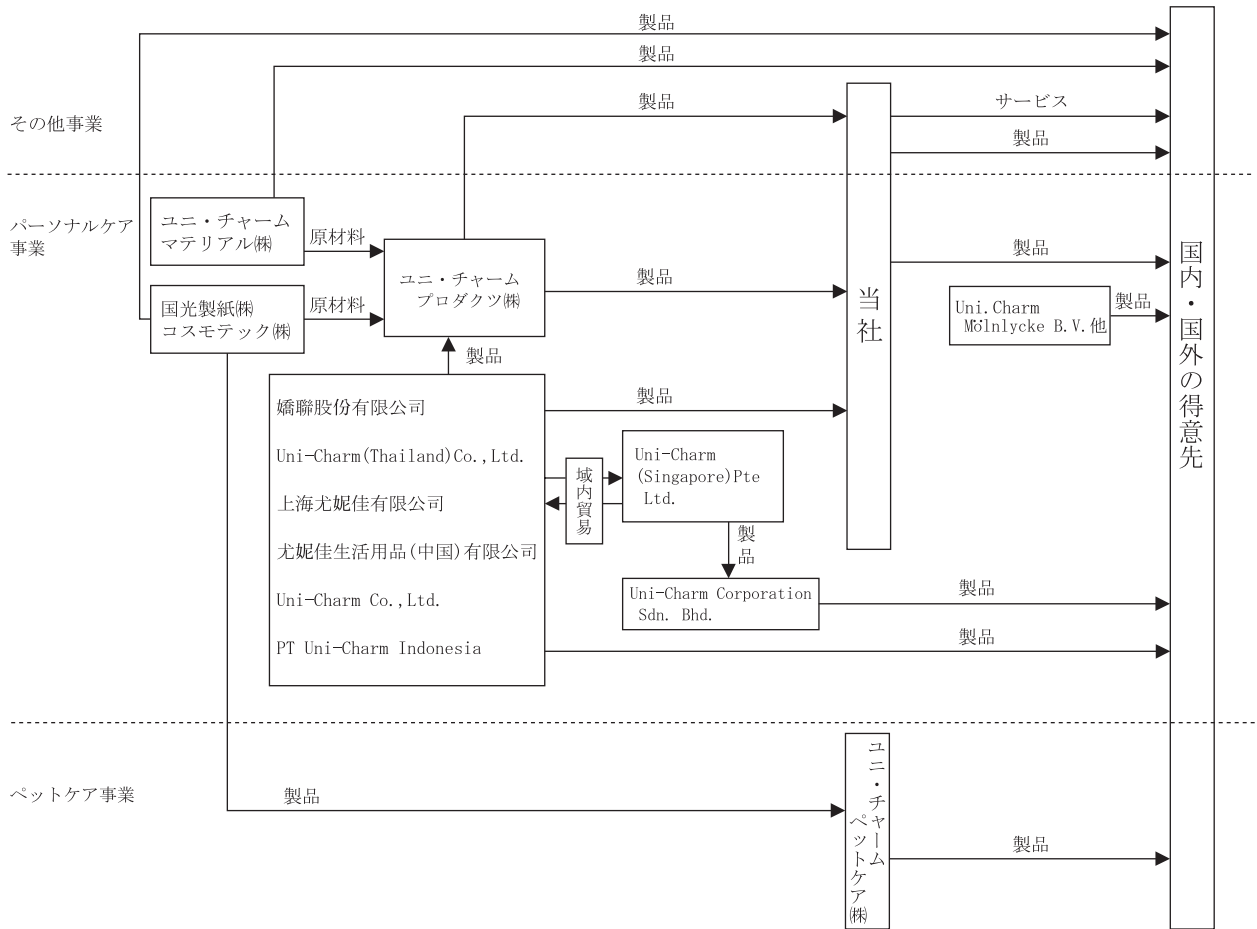 製品
製品
製品
サービス
製品
その他事業
パーソナルケア
事業
ユニ・チャーム
マテリアル㈱
原材料
国光製紙㈱
コスモテック㈱
原材料
ユニ・チャーム
プロダクツ㈱
製品
製品
当社
製品
Uni.Charm
Mölnlycke B.V.他
製品
国内・国外の得意先
嬌聯股份有限公司
Uni-Charm(Thailand)Co.,Ltd.
上海尤妮佳有限公司
尤妮佳生活用品(中国)有限公司
Uni-Charm Co.,Ltd.
PT Uni-Charm Indonesia
製品
域内貿易
Uni-Charm
(Singapore)Pte
Ltd.
製品
Uni-Charm Corporation
Sdn. Bhd.
製品
製品
ペットケア事業
製品
ユニ・チャーム
ペットケア㈱
製品